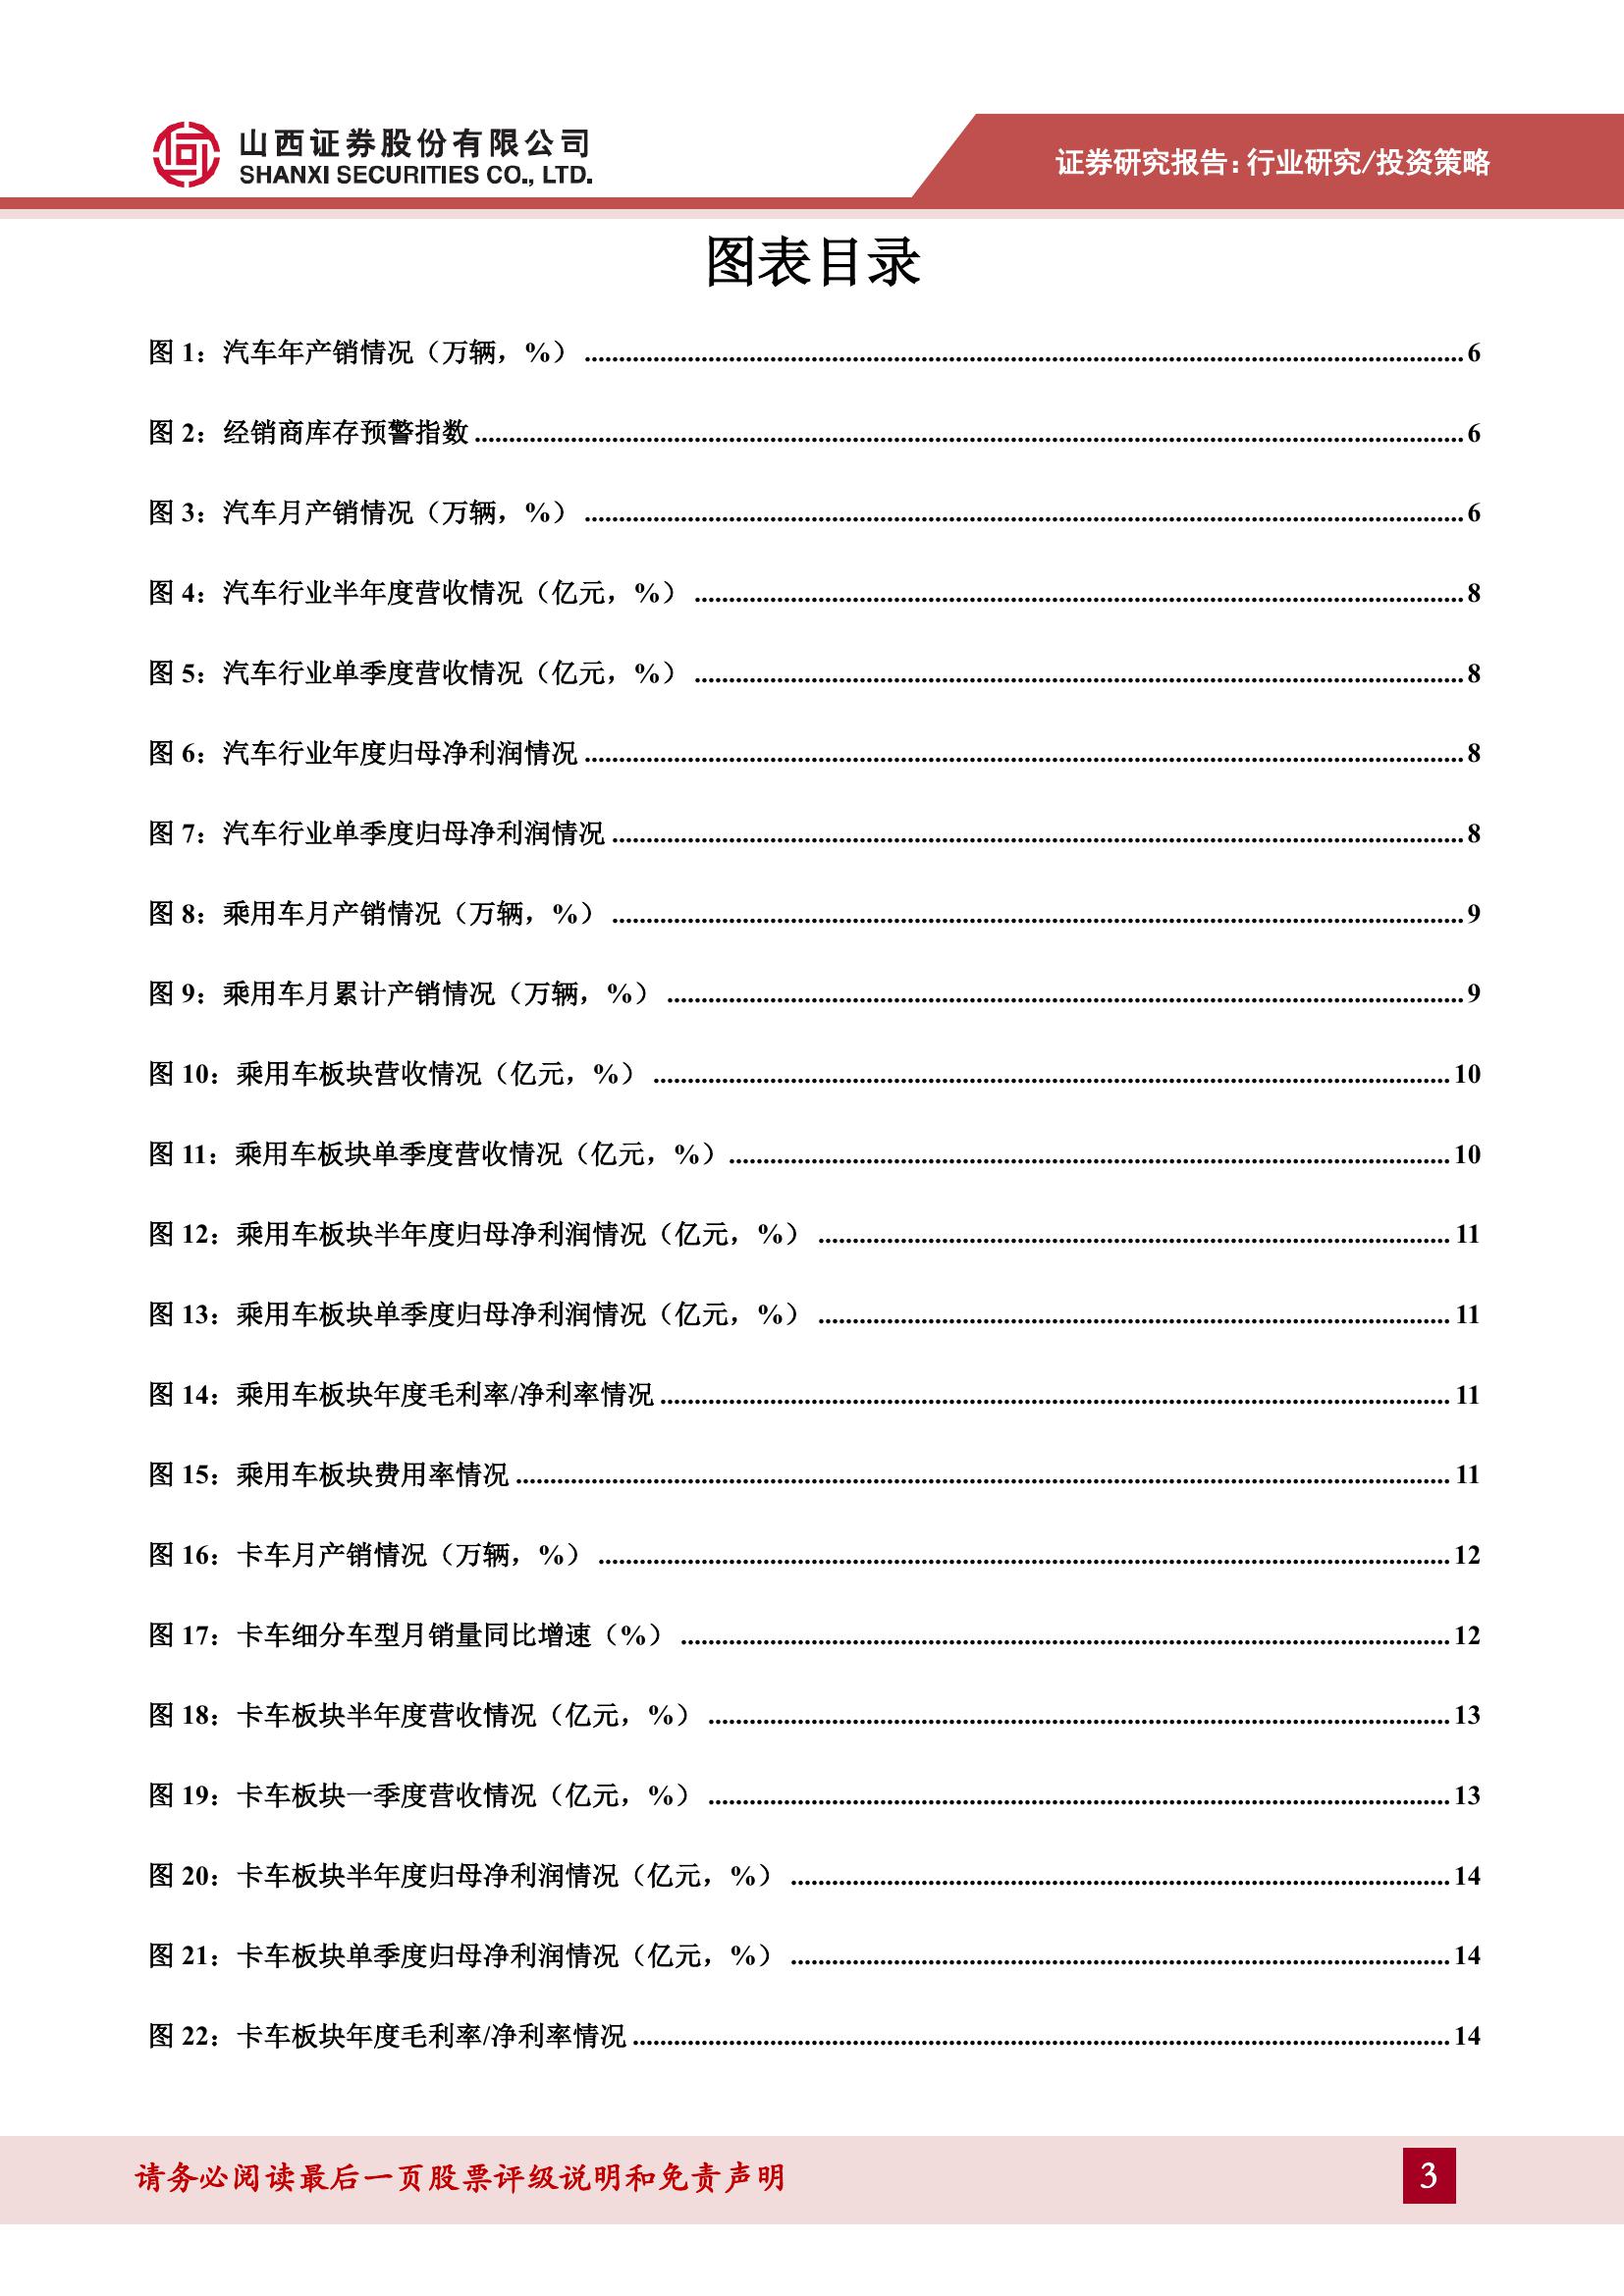 山西证券股份有限公司
SHANXI SECURITIES CO., LTD.
证券研究报告：行业研究/投资策略
图表目录
图 1：汽车年产销情况（万辆，%）........................................................6
图 2：经销商库存预警指数........................................................6
图 3：汽车月产销情况（万辆，%）........................................................6
图 4：汽车行业半年度营收情况（亿元，%）........................................................8
图 5：汽车行业单季度营收情况（亿元，%）........................................................8
图 6：汽车行业年度归母净利润情况........................................................8
图 7：汽车行业单季度归母净利润情况........................................................8
图 8：乘用车月产销情况（万辆，%）........................................................9
图 9：乘用车月累计产销情况（万辆，%）........................................................9
图 10：乘用车板块营收情况（亿元，%）........................................................10
图 11：乘用车板块单季度营收情况（亿元，%）........................................................10
图 12：乘用车板块半年度归母净利润情况（亿元，%）........................................................11
图 13：乘用车板块单季度归母净利润情况（亿元，%）........................................................11
图 14：乘用车板块年度毛利率/净利率情况........................................................11
图 15：乘用车板块费用率情况........................................................11
图 16：卡车月产销情况（万辆，%）........................................................12
图 17：卡车细分车型月销量同比增速（%）........................................................12
图 18：卡车板块半年度营收情况（亿元，%）........................................................13
图 19：卡车板块一季度营收情况（亿元，%）........................................................13
图 20：卡车板块半年度归母净利润情况（亿元，%）........................................................14
图 21：卡车板块单季度归母净利润情况（亿元，%）........................................................14
图 22：卡车板块年度毛利率/净利率情况........................................................14
请务必阅读最后一页股票评级说明和免责声明
3